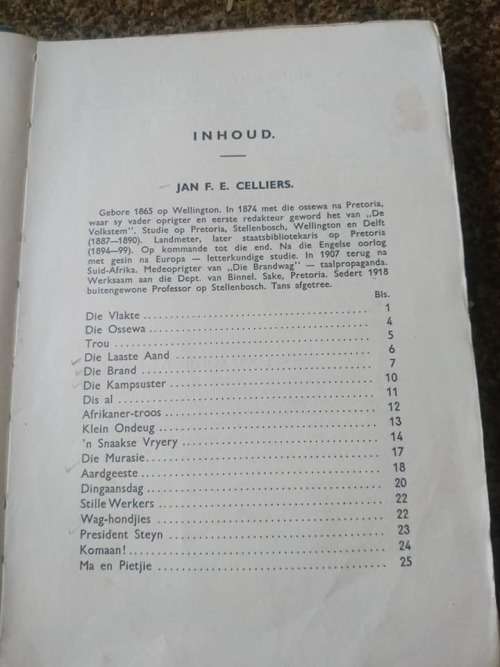 INHOUD.
JAN F. E. CELLIERS.
Gebore 1865 op Wellington. In 1874 met die ossewa na Pretoria,
waar sy vader oprigter en eerste redakteur geword het van „De
Volkstem”. Studie op Pretoria, Stellenbosch, Wellington en Delft
(1887—1890). Landmeter, later staatsbibliotekaris op Pretoria
(1894—99). Op kommando tot die end. Na die Engelse oorlog
met gesin na Europa — letterkundige studie. In 1907 terug na
Suid-Afrika. Medeoprigter van „Die Brandwag” — taalpropaganda.
Werksaam aan die Dept. van Binnel. Sake, Pretoria. Sedert 1918
buitengewone Professor op Stellenbosch. Tans afgetree.
Bls.
Die Vlakte 1
Die Ossewa 4
Trou 5
Die Laaste Aand 6
Die Brand 7
Die Kampsuster 10
Dis al 11
Afrikaner-troos 12
Klein Ondeug 13
'n Snaakse Vryery 14
Die Murasie 17
Aardgeeste 18
Dingaansdag 20
Stille Werkers 22
Wag-hondjies 22
President Steyn 23
Komaan! 24
Ma en Pietjie 25